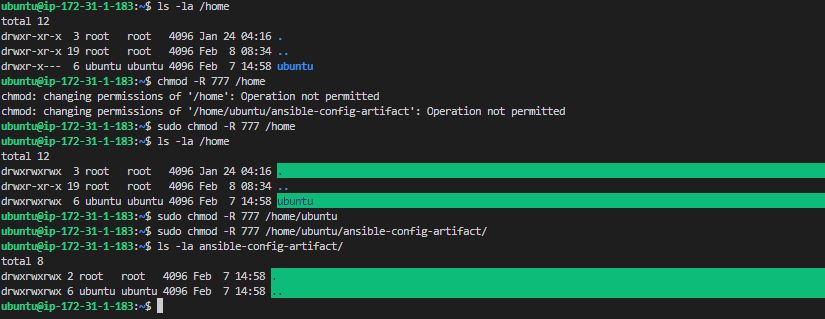 ubuntu@ip-172-31-1-183:~$ ls -la /home
total 12
drwxr-xr-x  3 root   root   4096 Jan 24 04:16 .
drwxr-xr-x 19 root   root   4096 Feb  8 08:34 ..
drwxr-x---  6 ubuntu ubuntu 4096 Feb  7 14:58 ubuntu
ubuntu@ip-172-31-1-183:~$ chmod -R 777 /home
chmod: changing permissions of '/home': Operation not permitted
chmod: changing permissions of '/home/ubuntu/ansible-config-artifact': Operation not permitted
ubuntu@ip-172-31-1-183:~$ sudo chmod -R 777 /home
ubuntu@ip-172-31-1-183:~$ ls -la /home
total 12
drwxrwxrwx  3 root   root   4096 Jan 24 04:16 .
drwxr-xr-x 19 root   root   4096 Feb  8 08:34 ..
drwxrwxrwx  6 ubuntu ubuntu 4096 Feb  7 14:58 ubuntu
ubuntu@ip-172-31-1-183:~$ sudo chmod -R 777 /home/ubuntu
ubuntu@ip-172-31-1-183:~$ sudo chmod -R 777 /home/ubuntu/ansible-config-artifact/
ubuntu@ip-172-31-1-183:~$ ls -la ansible-config-artifact/
total 8
drwxrwxrwx 2 root   root   4096 Feb  7 14:58 .
drwxrwxrwx 6 ubuntu ubuntu 4096 Feb  7 14:58 ..
ubuntu@ip-172-31-1-183:~$